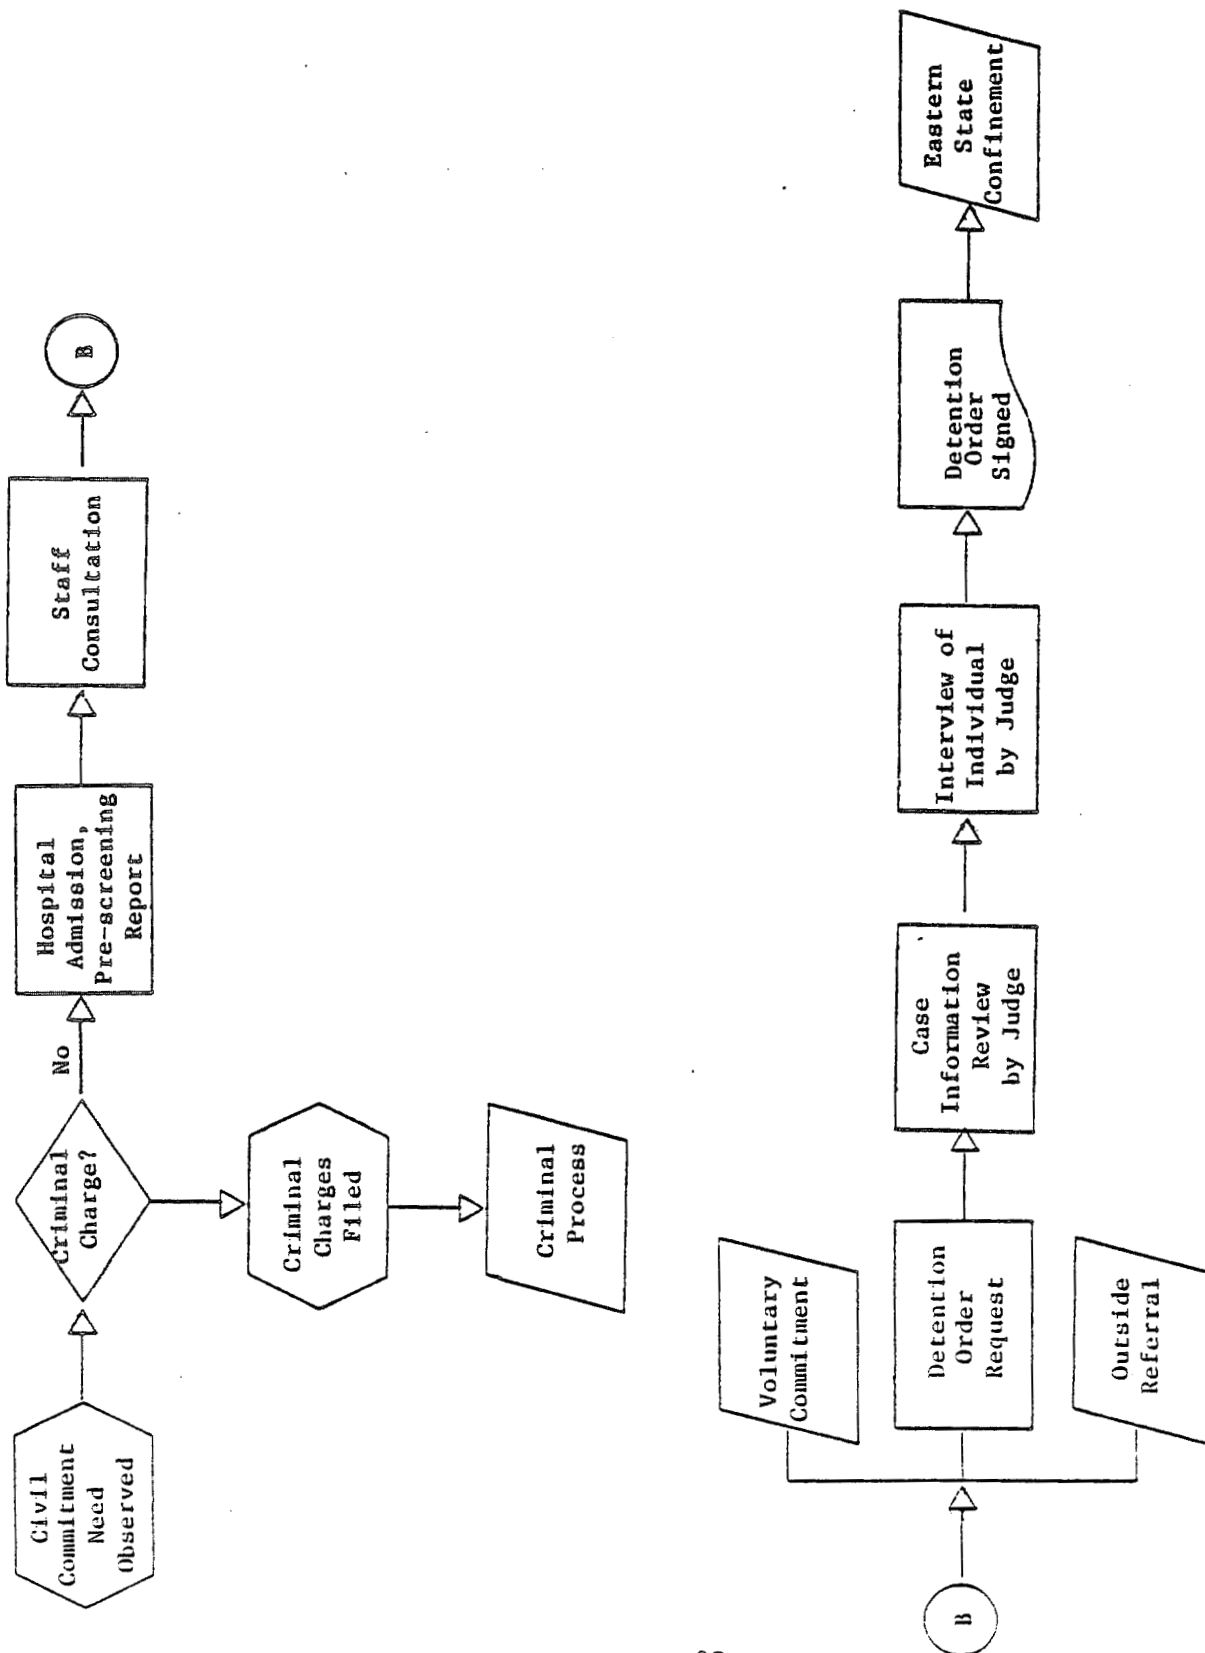 Civil
Commitment
Need
Observed
Criminal
Charge?
No
Hospital
Admission,
Pre-screening
Report
Staff
Consultation
B
Criminal
Charges
Filed
Criminal
Process
B
Voluntary
Commitment
Detention
Order
Request
Outside
Referral
Case
Information
Review
by Judge
Interview of
Individual
by Judge
Detention
Order
Signed
Eastern
State
Confinement